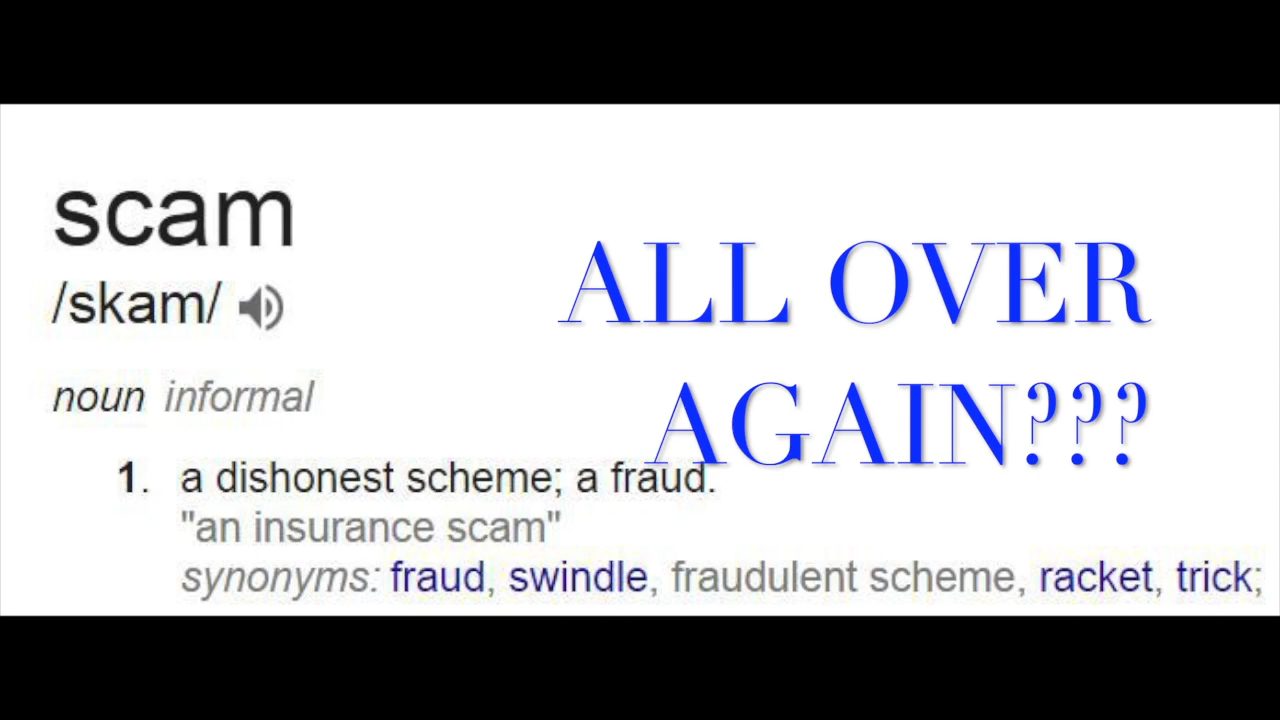 scam
/skam/
noun informal
ALL OVER
AGAIN???
1. a dishonest scheme; a fraud.
"an insurance scam"
synonyms: fraud, swindle, fraudulent scheme, racket, trick;